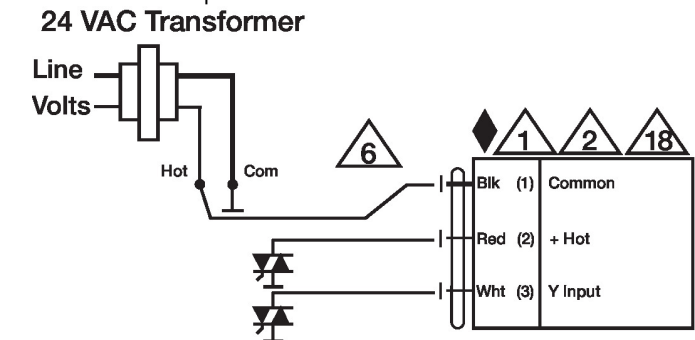 24 VAC Transformer
Line
Volts
Hot
Com
6
1
2
18
Blk (1) Common
Red (2) + Hot
Wht (3) Y Input